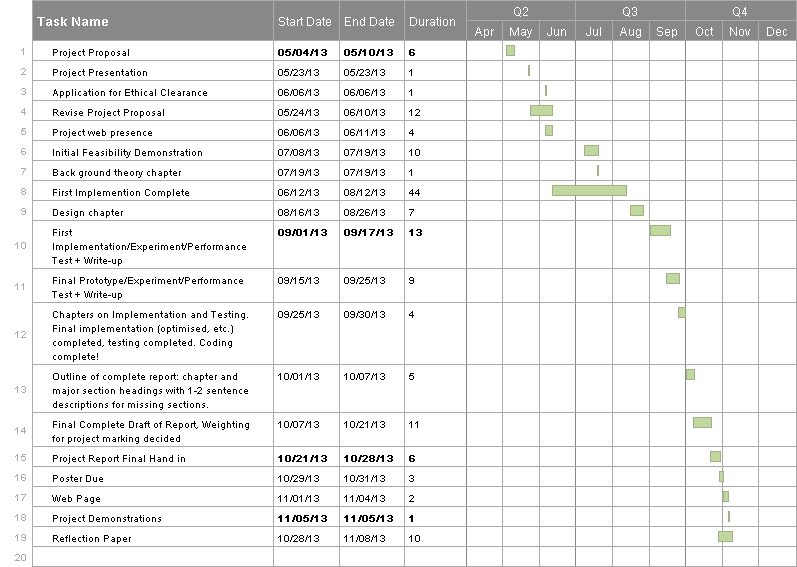 Task Name Start Date End Date Duration Q2 Q3 Q4
Apr May Jun Jul Aug Sep Oct Nov Dec
1 Project Proposal 05/04/13 05/10/13 6
2 Project Presentation 05/23/13 05/23/13 1
3 Application for Ethical Clearance 06/06/13 06/06/13 1
4 Revise Project Proposal 05/24/13 06/10/13 12
5 Project web presence 06/06/13 06/11/13 4
6 Initial Feasibility Demonstration 07/08/13 07/19/13 10
7 Back ground theory chapter 07/19/13 07/19/13 1
8 First Implemention Complete 06/12/13 08/12/13 44
9 Design chapter 08/16/13 08/26/13 7
10 First 09/01/13 09/17/13 13
Implementation/Experiment/Performance
Test + Write-up
11 Final Prototype/Experiment/Performance 09/15/13 09/25/13 9
Test + Write-up
12 Chapters on Implementation and Testing. 09/25/13 09/30/13 4
Final implementation (optimised, etc.)
completed, testing completed. Coding
complete!
13 Outline of complete report: chapter and 10/01/13 10/07/13 5
major section headings with 1-2 sentence
descriptions for missing sections.
14 Final Complete Draft of Report, Weighting 10/07/13 10/21/13 11
for project marking decided
15 Project Report Final Hand in 10/21/13 10/28/13 6
16 Poster Due 10/29/13 10/31/13 3
17 Web Page 11/01/13 11/04/13 2
18 Project Demonstrations 11/05/13 11/05/13 1
19 Reflection Paper 10/28/13 11/08/13 10
20